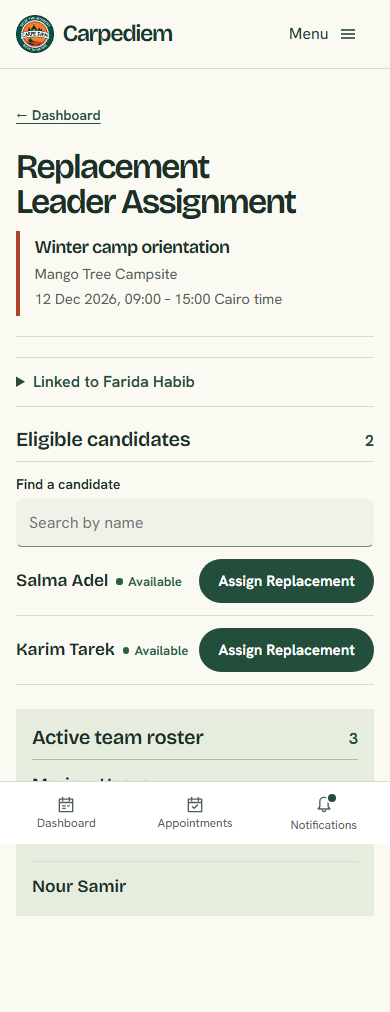 CARPE DIEM
Carpediem
Menu
← Dashboard
Replacement
Leader Assignment
Winter camp orientation
Mango Tree Campsite
12 Dec 2026, 09:00 – 15:00 Cairo time
Linked to Farida Habib
Eligible candidates 2
Find a candidate
Search by name
Salma Adel Available Assign Replacement
Karim Tarek Available Assign Replacement
Active team roster 3
Dashboard Appointments Notifications
Nour Samir